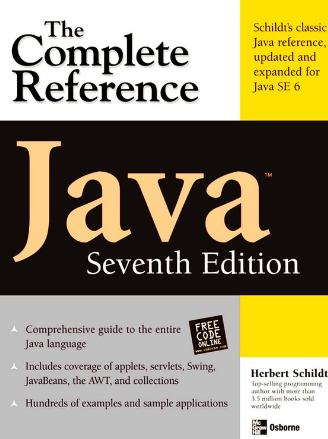 The
Complete
Reference
Schildt's classic
Java reference,
updated and
expanded for
Java SE 6
Java™
Seventh Edition
Comprehensive guide to the entire
Java language
Includes coverage of applets, servlets, Swing,
JavaBeans, the AWT, and collections
Hundreds of examples and sample applications
FREE
CODE
ONLINE
Herbert Schildt
Top-selling programming
author with more than
3.5 million books sold
worldwide
Mc
Graw
Hill
Osborne